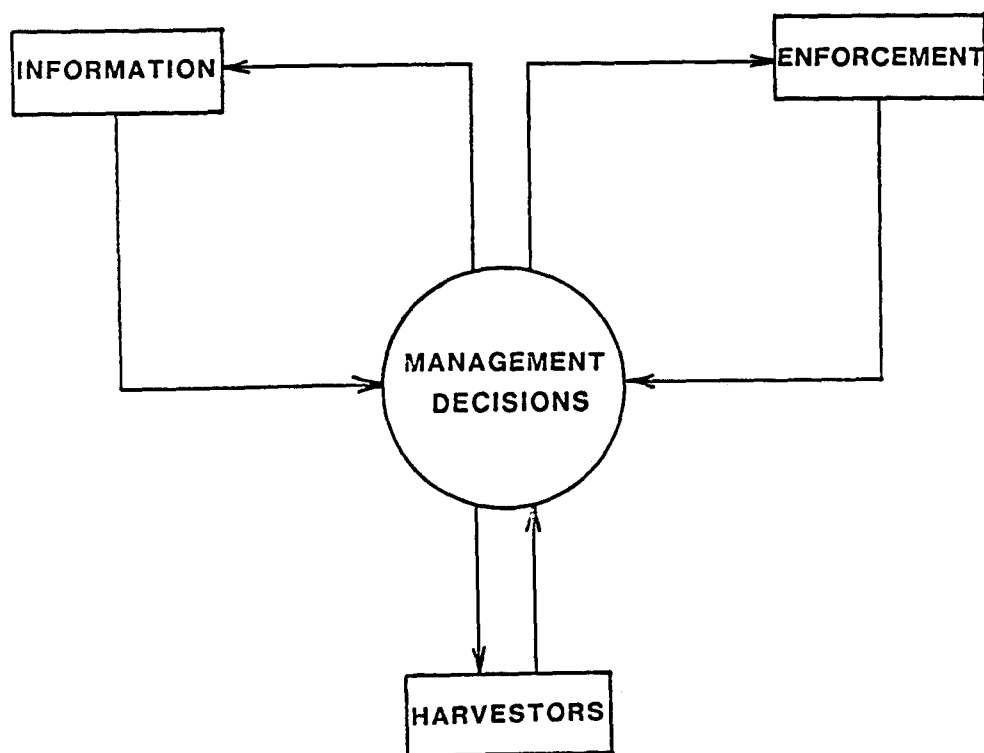 INFORMATION
ENFORCEMENT
MANAGEMENT
DECISIONS
HARVESTORS